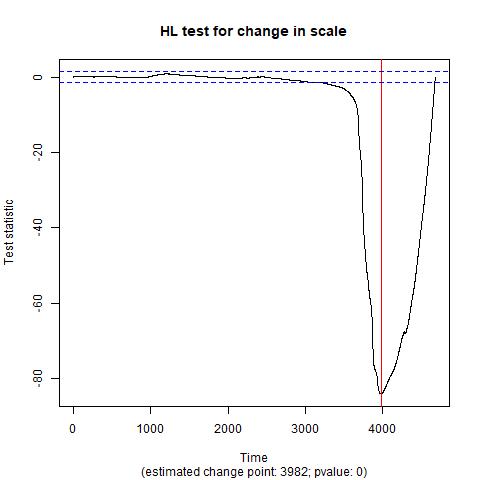 HL test for change in scale
Test statistic
0
-20
-40
-60
-80
0 1000 2000 3000 4000
Time
(estimated change point: 3982; pvalue: 0)